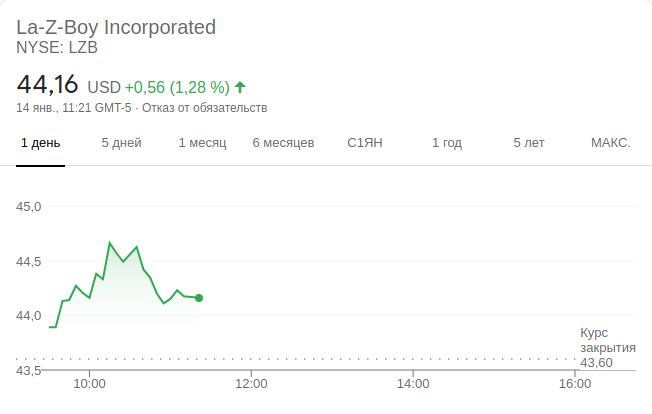 La-Z-Boy Incorporated
NYSE: LZB
44,16 USD +0,56 (1,28 %)
14 янв., 11:21 GMT-5 · Отказ от обязательств
1 день 5 дней 1 месяц 6 месяцев С1ЯН 1 год 5 лет МАКС.
45,0
44,5
44,0
Курс
закрытия
43,60
43,5
10:00 12:00 14:00 16:00